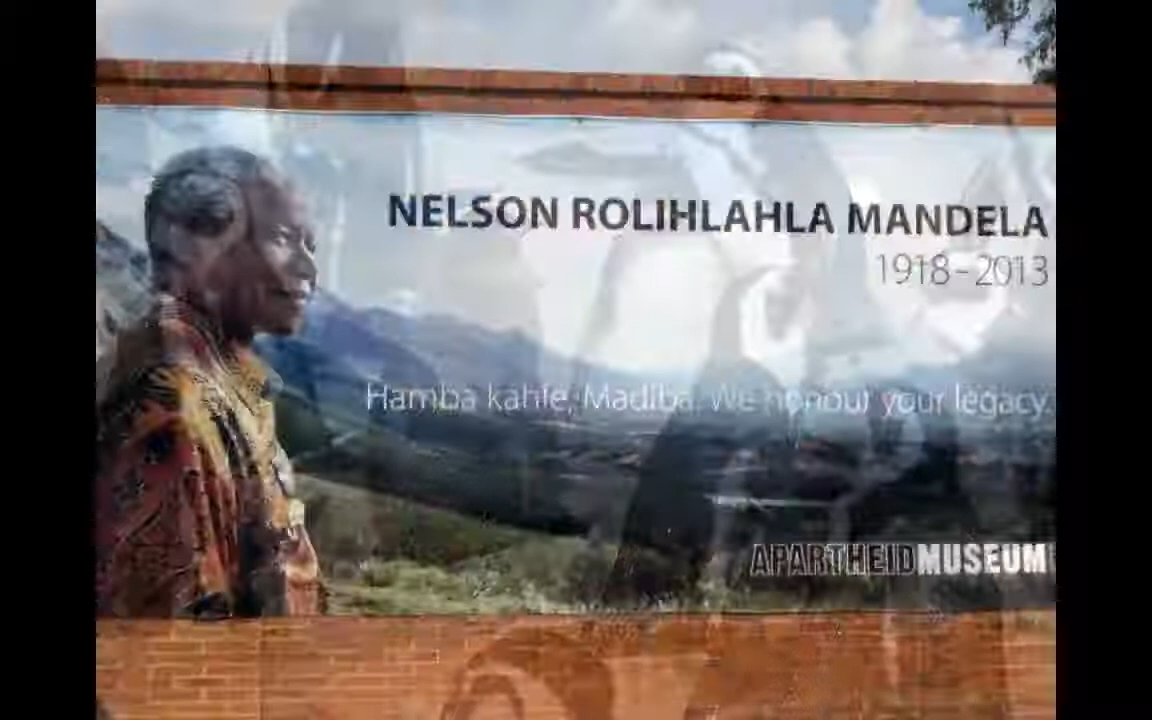 NELSON ROLIHLAHLA MANDELA
1918-2013
Hamba kahle, Madiba. We honour your legacy.
APARTHEIDMUSEUM